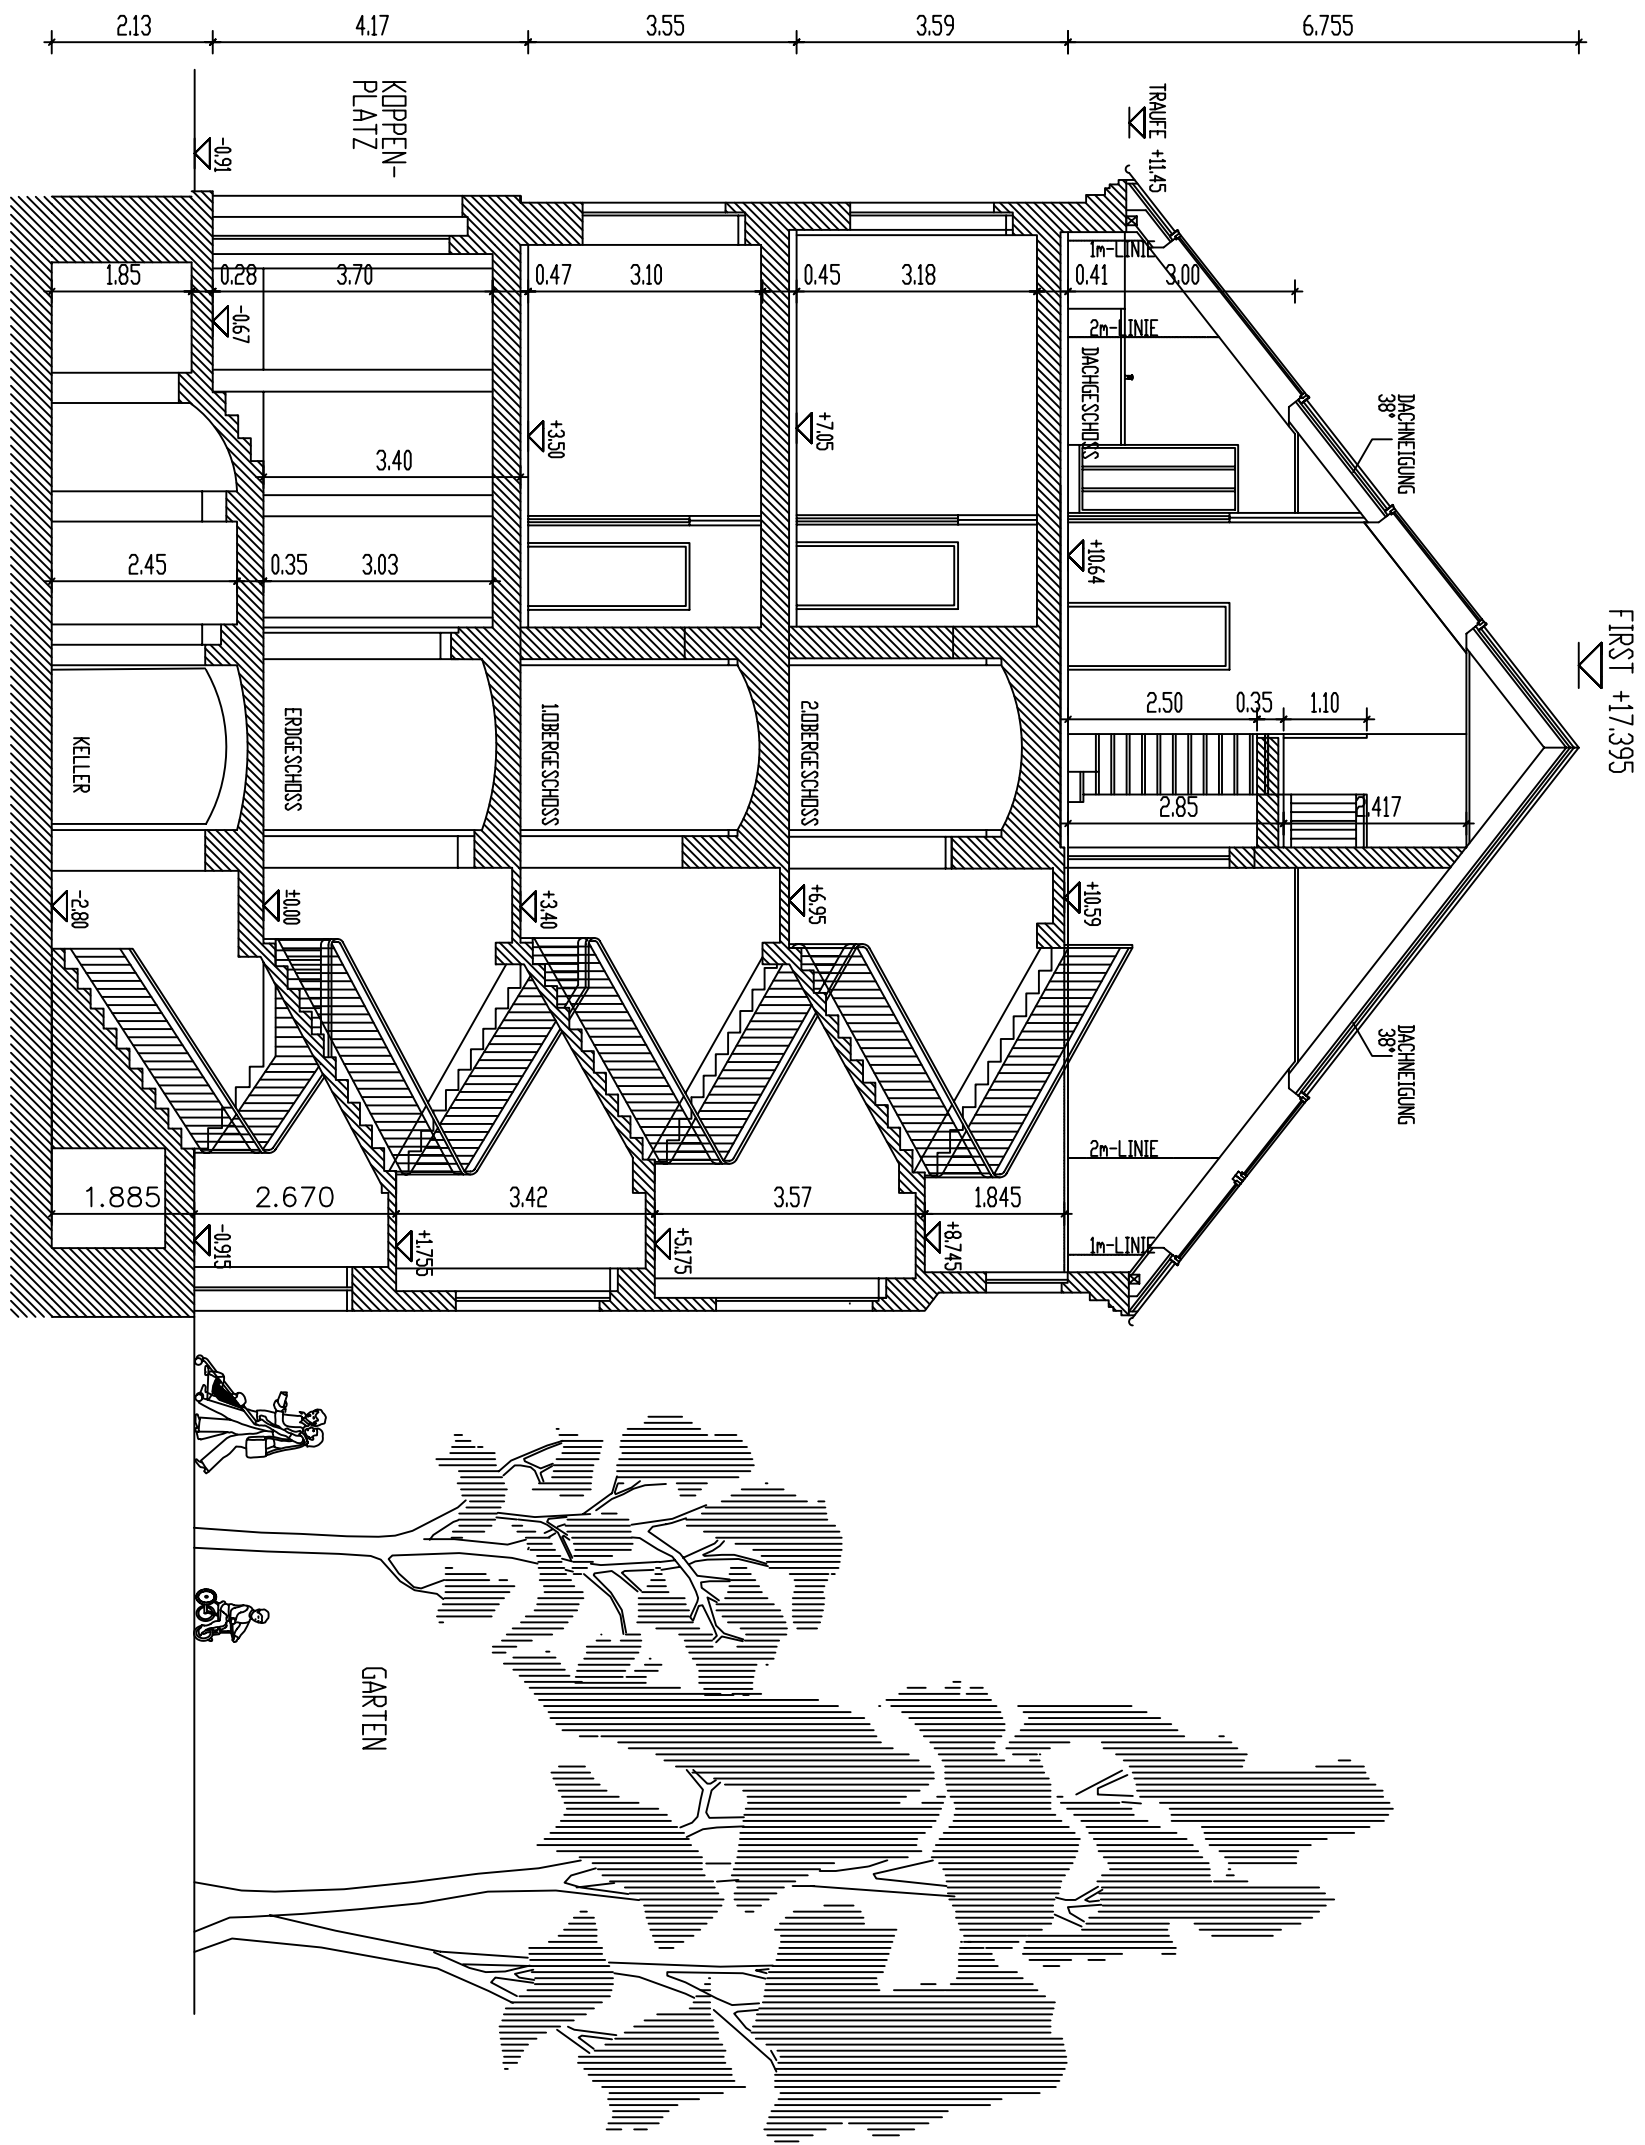 2.13
4.17
3.55
3.59
6.755
KOPPEN-
PLATZ
-0.91
TRAUFE +11.45
FIRST +17.395
DACHNEIGUNG
38°
DACHNEIGUNG
38°
1m-LINIE
2m-LINIE
1.85
0.28
3.70
0.47
3.10
0.45
3.18
0.41
3.00
-0.67
+3.50
+7.05
DACHGESCHOSS
3.40
+10.64
2.45
0.35
3.03
2.50
0.35
1.10
KELLER
ERDGESCHOSS
1.OBERGESCHOSS
2.OBERGESCHOSS
2.85
2.417
-2.80
±0.00
+3.40
+6.95
+10.59
2m-LINIE
1.885
2.670
3.42
3.57
1.845
-0.915
+1.755
+5.175
+8.745
1m-LINIE
GARTEN